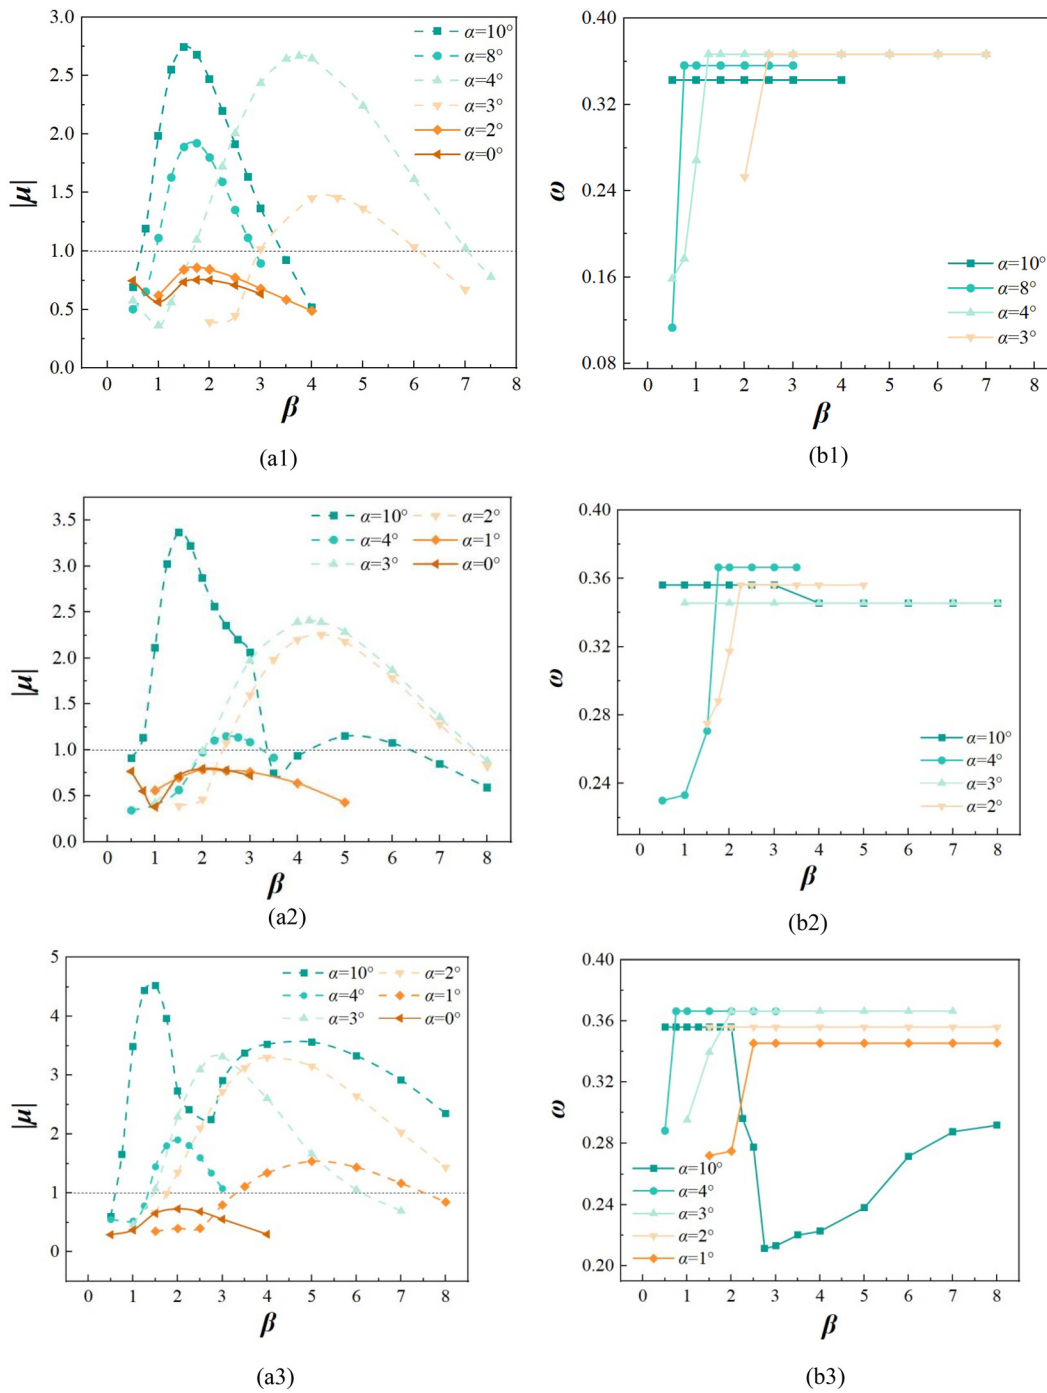 3.0
2.5
2.0
1.5
1.0
0.5
0.0
|μ|
0 1 2 3 4 5 6 7 8
β
α=10°
α=8°
α=4°
α=3°
α=2°
α=0°
(a1)
0.40
0.32
0.24
0.16
0.08
ω
0 1 2 3 4 5 6 7 8
β
α=10°
α=8°
α=4°
α=3°
(b1)
3.5
3.0
2.5
2.0
1.5
1.0
0.5
0.0
|μ|
0 1 2 3 4 5 6 7 8
β
α=10° α=2°
α=4° α=1°
α=3° α=0°
(a2)
0.40
0.36
0.32
0.28
0.24
ω
0 1 2 3 4 5 6 7 8
β
α=10°
α=4°
α=3°
α=2°
(b2)
5
4
3
2
1
0
|μ|
0 1 2 3 4 5 6 7 8
β
α=10° α=2°
α=4° α=1°
α=3° α=0°
(a3)
0.40
0.36
0.32
0.28
0.24
0.20
ω
0 1 2 3 4 5 6 7 8
β
α=10°
α=4°
α=3°
α=2°
α=1°
(b3)